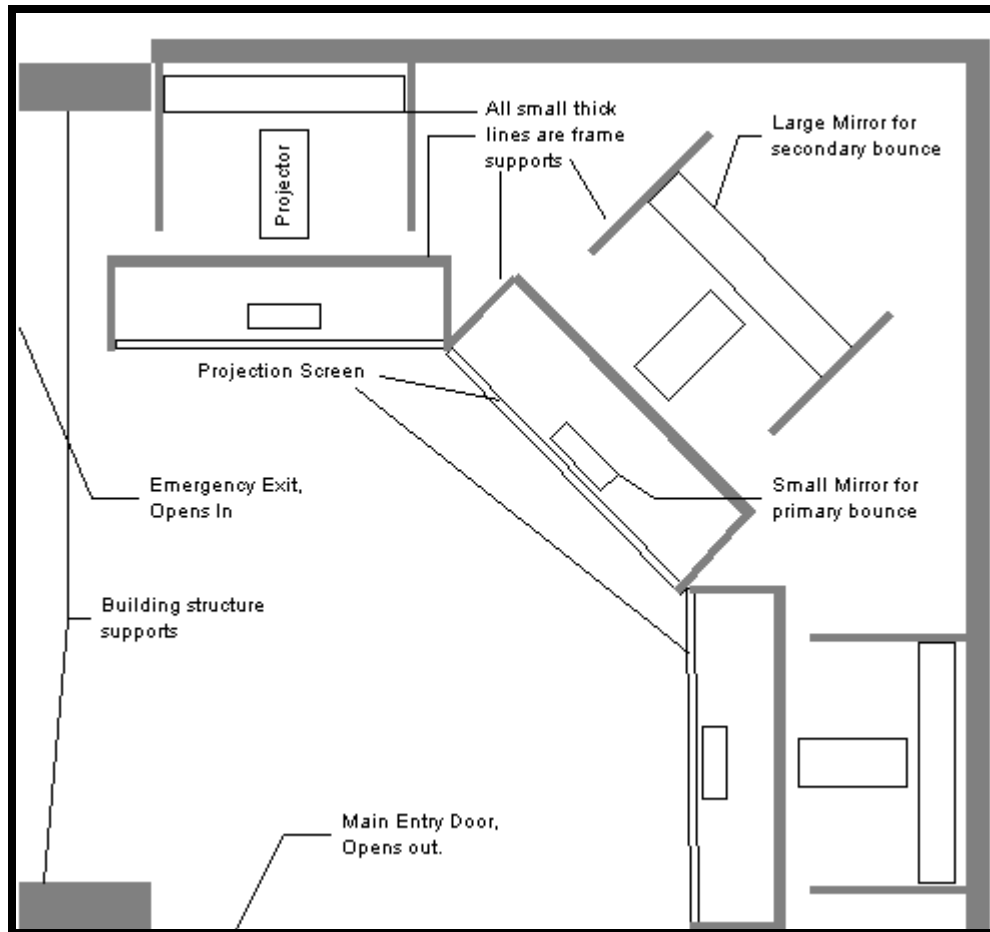 All small thick
lines are frame
supports
Large Mirror for
secondary bounce
Projector
Projection Screen
Emergency Exit,
Opens In
Small Mirror for
primary bounce
Building structure
supports
Main Entry Door,
Opens out.